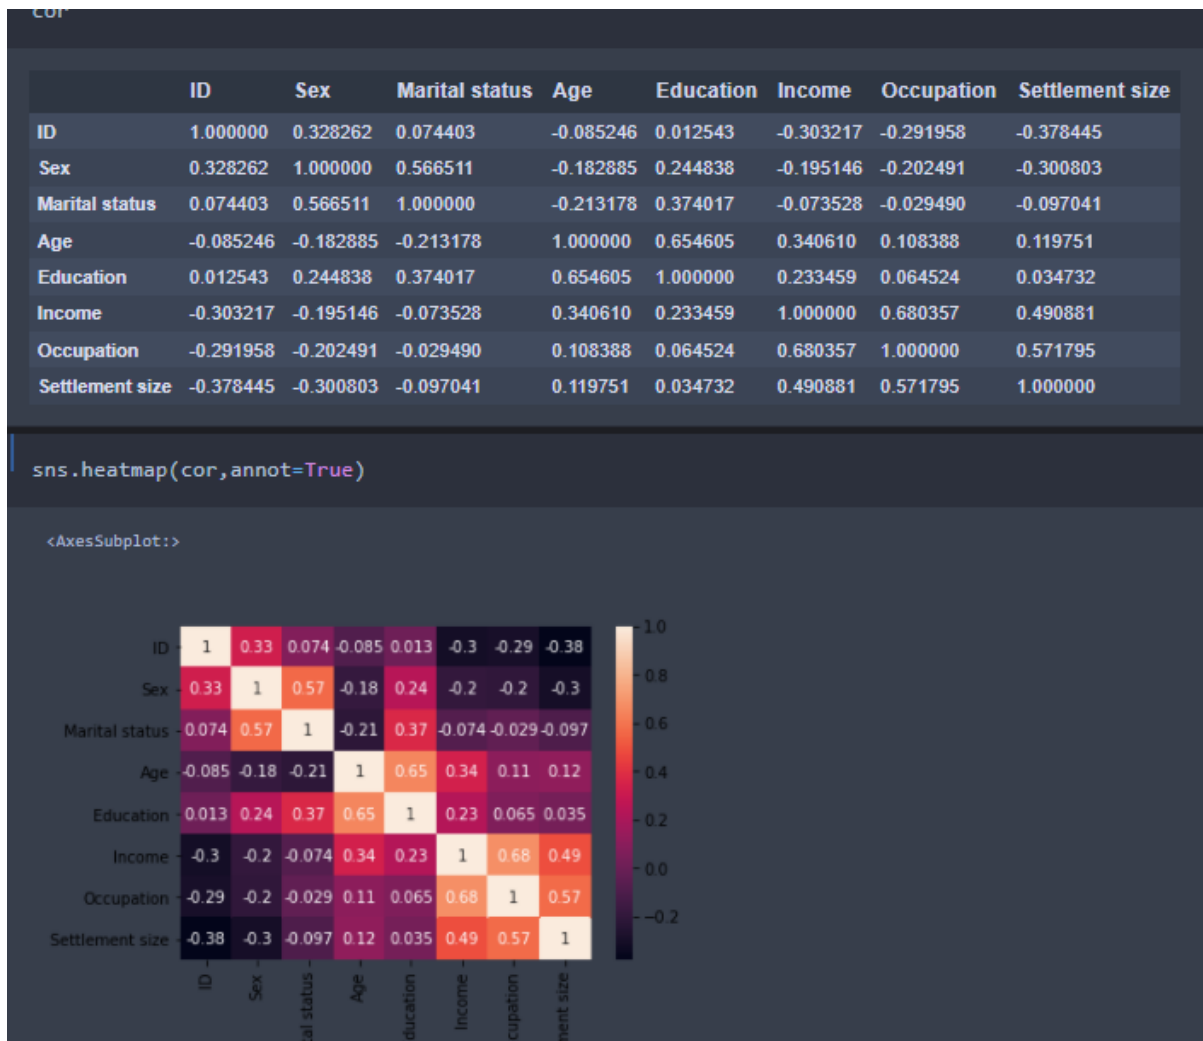 cor
ID Sex Marital status Age Education Income Occupation Settlement size
ID 1.000000 0.328262 0.074403 -0.085246 0.012543 -0.303217 -0.291958 -0.378445
Sex 0.328262 1.000000 0.566511 -0.182885 0.244838 -0.195146 -0.202491 -0.300803
Marital status 0.074403 0.566511 1.000000 -0.213178 0.374017 -0.073528 -0.029490 -0.097041
Age -0.085246 -0.182885 -0.213178 1.000000 0.654605 0.340610 0.108388 0.119751
Education 0.012543 0.244838 0.374017 0.654605 1.000000 0.233459 0.064524 0.034732
Income -0.303217 -0.195146 -0.073528 0.340610 0.233459 1.000000 0.680357 0.490881
Occupation -0.291958 -0.202491 -0.029490 0.108388 0.064524 0.680357 1.000000 0.571795
Settlement size -0.378445 -0.300803 -0.097041 0.119751 0.034732 0.490881 0.571795 1.000000
sns.heatmap(cor,annot=True)
<AxesSubplot:>
ID 1 0.33 0.074 -0.085 0.013 -0.3 -0.29 -0.38
Sex 0.33 1 0.57 -0.18 0.24 -0.2 -0.2 -0.3
Marital status 0.074 0.57 1 -0.21 0.37 -0.074 -0.029 -0.097
Age -0.085 -0.18 -0.21 1 0.65 0.34 0.11 0.12
Education 0.013 0.24 0.37 0.65 1 0.23 0.065 0.035
Income -0.3 -0.2 -0.074 0.34 0.23 1 0.68 0.49
Occupation -0.29 -0.2 -0.029 0.11 0.065 0.68 1 0.57
Settlement size -0.38 -0.3 -0.097 0.12 0.035 0.49 0.57 1
1.0
0.8
0.6
0.4
0.2
0.0
−0.2
ID
Sex
tal status
Age
ducation
Income
cupation
ment size